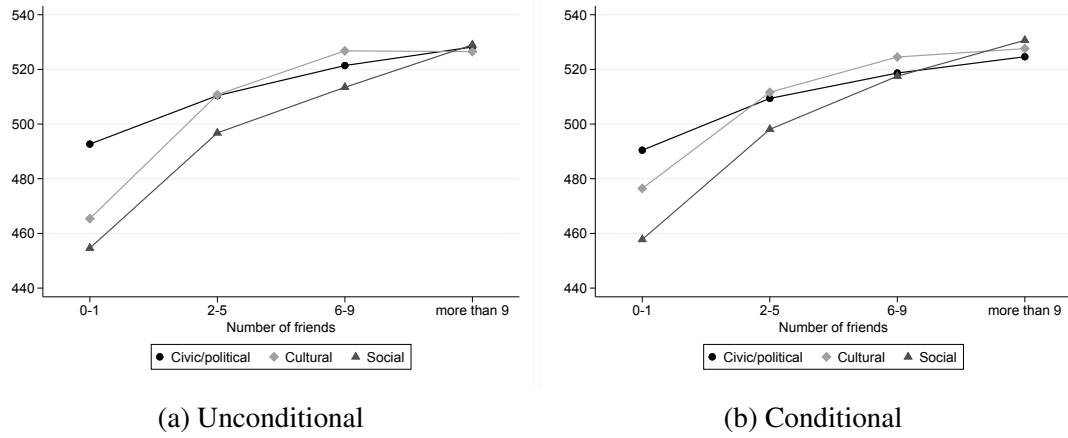 540
520
500
480
460
440
0-1 2-5 6-9 more than 9
Number of friends
Civic/political Cultural Social
(a) Unconditional
540
520
500
480
460
440
0-1 2-5 6-9 more than 9
Number of friends
Civic/political Cultural Social
(b) Conditional